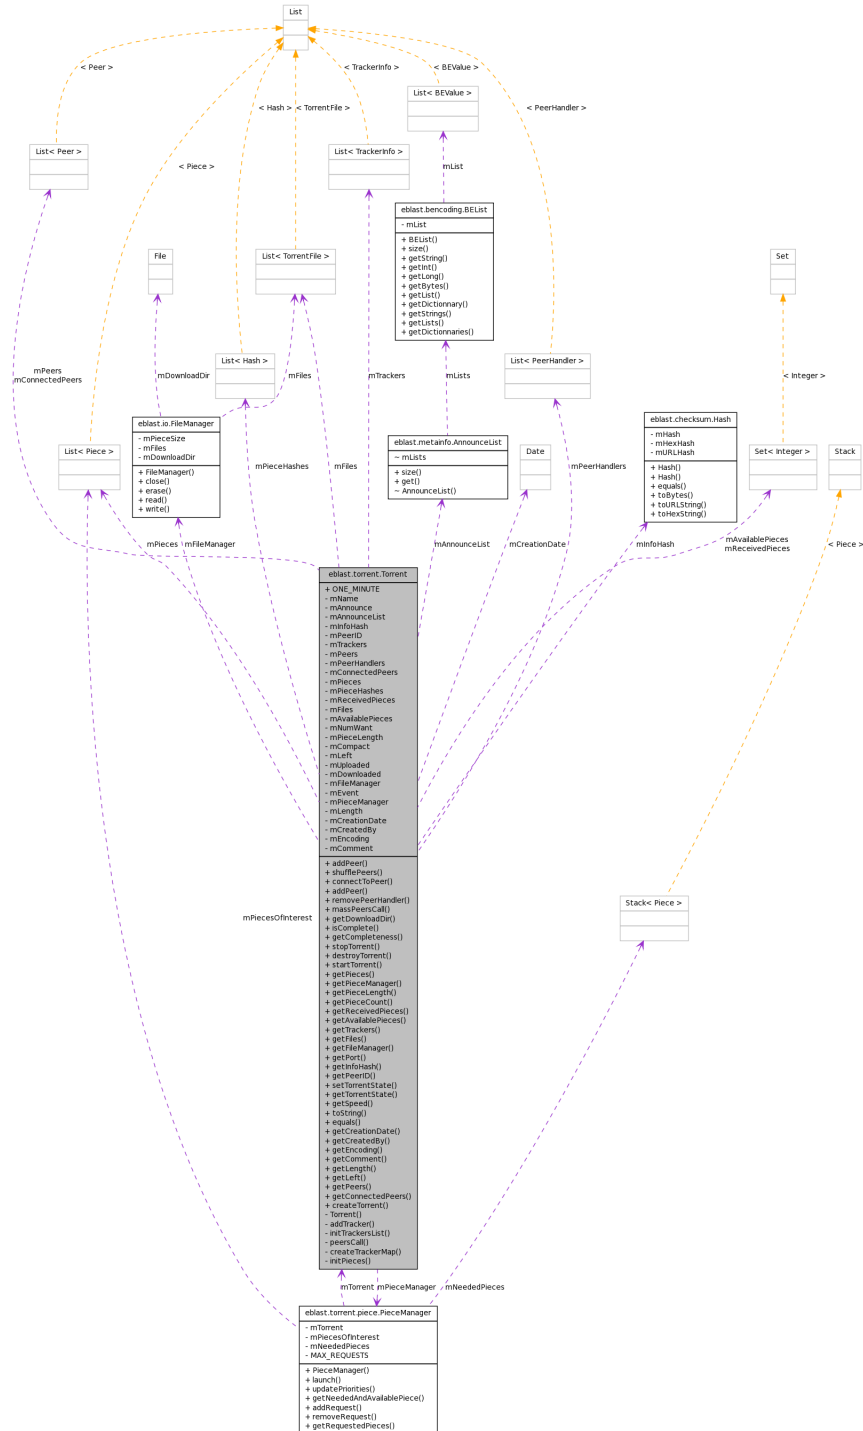 List
< Peer >
< TrackerInfo >
< BEValue >
List< BEValue >
< Hash >
< TorrentFile >
< PeerHandler >
List< Peer >
List< TrackerInfo >
< Piece >
mList
eblast.bencoding.BEList
- mList
+ BEList()
+ size()
+ getString()
+ getInt()
+ getLong()
+ getBytes()
+ getList()
+ getDictionnary()
+ getStrings()
+ getLists()
+ getDictionnaries()
File
List< TorrentFile >
Set
List< Hash >
List< PeerHandler >
mPeers
mConnectedPeers
mDownloadDir
mFiles
mTrackers
mLists
< Integer >
eblast.io.FileManager
- mPieceSize
- mFiles
- mDownloadDir
+ FileManager()
+ close()
+ erase()
+ read()
+ write()
eblast.checksum.Hash
- mHash
- mHexHash
- mURLHash
+ Hash()
+ Hash()
+ equals()
+ toBytes()
+ toURLString()
+ toHexString()
List< Piece >
eblast.metainfo.AnnounceList
~ mLists
+ size()
+ get()
~ AnnounceList()
Date
Set< Integer >
Stack
mPieceHashes
mFiles
mPeerHandlers
mPieces
mFileManager
mAnnounceList
mCreationDate
mInfoHash
mAvailablePieces
mReceivedPieces
< Piece >
eblast.torrent.Torrent
+ ONE_MINUTE
- mName
- mAnnounce
- mAnnounceList
- mInfoHash
- mPeerID
- mTrackers
- mPeers
- mPeerHandlers
- mConnectedPeers
- mPieces
- mPieceHashes
- mReceivedPieces
- mFiles
- mAvailablePieces
- mNumWant
- mPieceLength
- mCompact
- mLeft
- mUploaded
- mDownloaded
- mFileManager
- mEvent
- mPieceManager
- mLength
- mCreationDate
- mCreatedBy
- mEncoding
- mComment
+ addPeer()
+ shufflePeers()
+ connectToPeer()
+ addPeer()
+ removePeerHandler()
+ massPeersCall()
+ getDownloadDir()
+ isComplete()
+ getCompleteness()
+ stopTorrent()
+ destroyTorrent()
+ startTorrent()
+ getPieces()
+ getPieceManager()
+ getPieceLength()
+ getPieceCount()
+ getReceivedPieces()
+ getAvailablePieces()
+ getTrackers()
+ getFiles()
+ getFileManager()
+ getPort()
+ getInfoHash()
+ getPeerID()
+ setTorrentState()
+ getTorrentState()
+ getSpeed()
+ toString()
+ equals()
+ getCreationDate()
+ getCreatedBy()
+ getEncoding()
+ getComment()
+ getLength()
+ getLeft()
+ getPeers()
+ getConnectedPeers()
+ createTorrent()
- Torrent()
- addTracker()
- initTrackersList()
- peersCall()
- createTrackerMap()
- initPieces()
mPiecesOfInterest
Stack< Piece >
mTorrent
mPieceManager
mNeededPieces
eblast.torrent.piece.PieceManager
- mTorrent
- mPiecesOfInterest
- mNeededPieces
- MAX_REQUESTS
+ PieceManager()
+ launch()
+ updatePriorities()
+ getNeededAndAvailablePiece()
+ addRequest()
+ removeRequest()
+ getRequestedPieces()